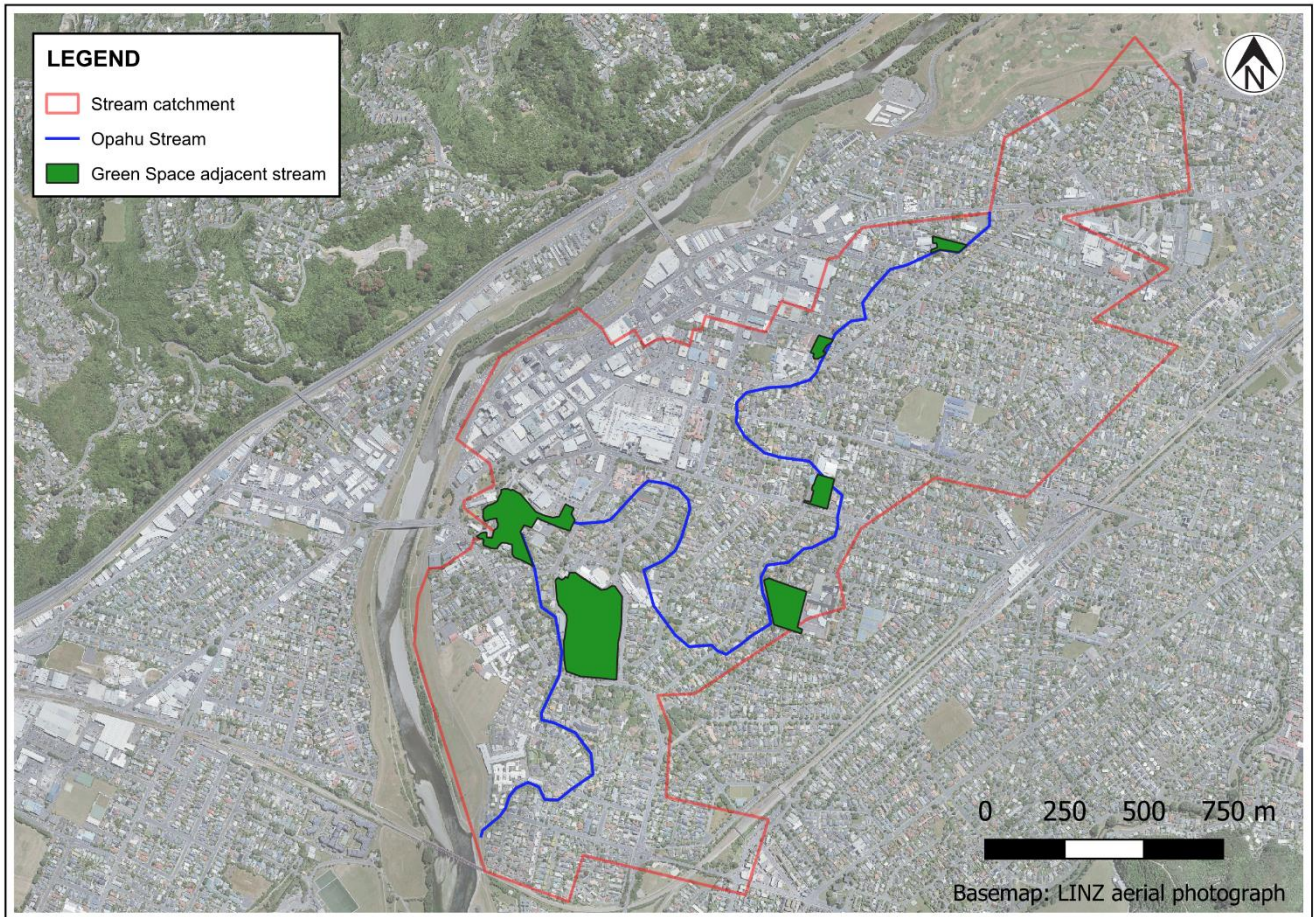 LEGEND
Stream catchment
Opahu Stream
Green Space adjacent stream
N
0 250 500 750 m
Basemap: LINZ aerial photograph